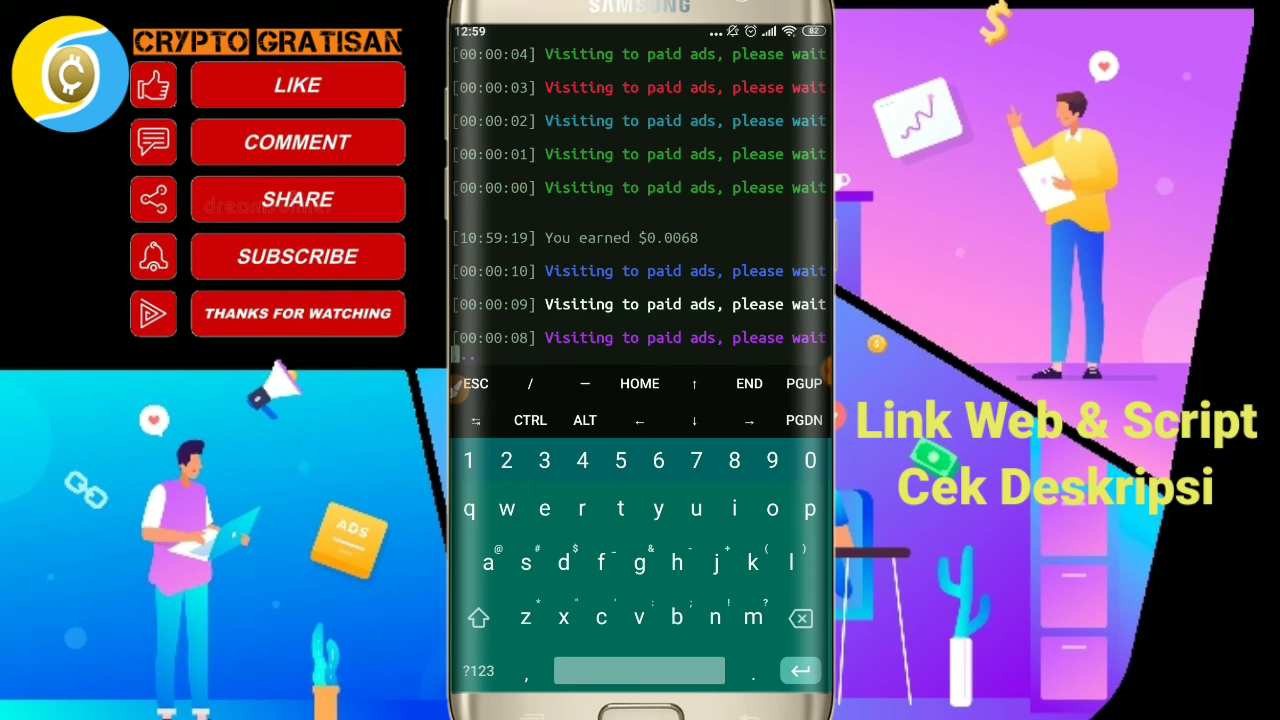 CRYPTO GRATISAN
LIKE
COMMENT
SHARE
SUBSCRIBE
THANKS FOR WATCHING
ADS
SAMSUNG
12:59
82
[00:00:04] Visiting to paid ads, please wait
[00:00:03] Visiting to paid ads, please wait
[00:00:02] Visiting to paid ads, please wait
[00:00:01] Visiting to paid ads, please wait
[00:00:00] Visiting to paid ads, please wait
[10:59:19] You earned $0.0068
[00:00:10] Visiting to paid ads, please wait
[00:00:09] Visiting to paid ads, please wait
[00:00:08] Visiting to paid ads, please wait
..
ESC / — HOME ↑ END PGUP
⇆ CTRL ALT ← ↓ → PGDN
1 2 3 4 5 6 7 8 9 0
q w e r t y u i o p
@ # $ _ & - + ( )
a s d f g h j k l
* " ' : ; ! ?
z x c v b n m
?123 , .
Link Web & Script
Cek Deskripsi